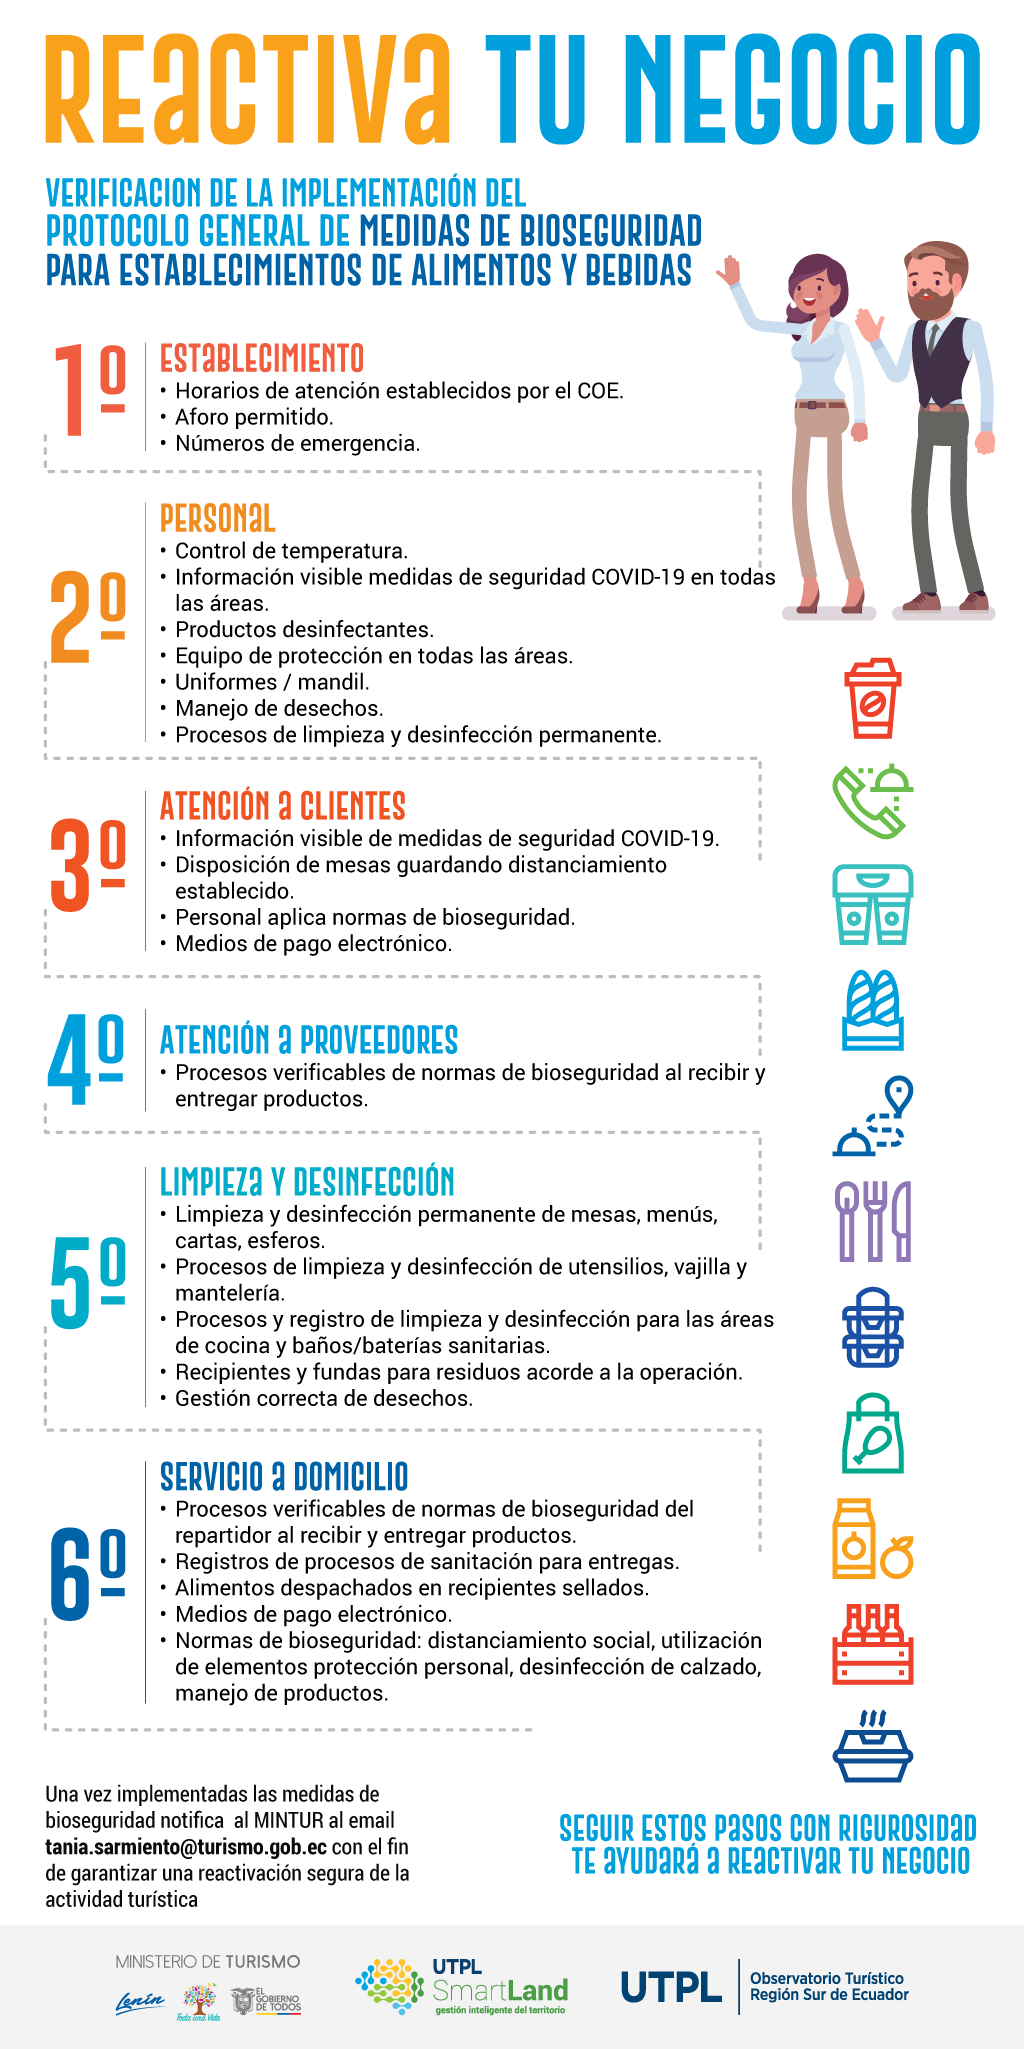 REACTIVA TU NEGOCIO
VERIFICACION DE LA IMPLEMENTACIÓN DEL
PROTOCOLO GENERAL DE MEDIDAS DE BIOSEGURIDAD
PARA ESTABLECIMIENTOS DE ALIMENTOS Y BEBIDAS
1º
ESTABLECIMIENTO
• Horarios de atención establecidos por el COE.
• Aforo permitido.
• Números de emergencia.
2º
PERSONAL
• Control de temperatura.
• Información visible medidas de seguridad COVID-19 en todas
las áreas.
• Productos desinfectantes.
• Equipo de protección en todas las áreas.
• Uniformes / mandil.
• Manejo de desechos.
• Procesos de limpieza y desinfección permanente.
3º
ATENCIÓN A CLIENTES
• Información visible de medidas de seguridad COVID-19.
• Disposición de mesas guardando distanciamiento
establecido.
• Personal aplica normas de bioseguridad.
• Medios de pago electrónico.
4º
ATENCIÓN A PROVEEDORES
• Procesos verificables de normas de bioseguridad al recibir y
entregar productos.
5º
LIMPIEZA Y DESINFECCIÓN
• Limpieza y desinfección permanente de mesas, menús,
cartas, esferos.
• Procesos de limpieza y desinfección de utensilios, vajilla y
mantelería.
• Procesos y registro de limpieza y desinfección para las áreas
de cocina y baños/baterías sanitarias.
• Recipientes y fundas para residuos acorde a la operación.
• Gestión correcta de desechos.
6º
SERVICIO A DOMICILIO
• Procesos verificables de normas de bioseguridad del
repartidor al recibir y entregar productos.
• Registros de procesos de sanitación para entregas.
• Alimentos despachados en recipientes sellados.
• Medios de pago electrónico.
• Normas de bioseguridad: distanciamiento social, utilización
de elementos protección personal, desinfección de calzado,
manejo de productos.
Una vez implementadas las medidas de
bioseguridad notifica al MINTUR al email
tania.sarmiento@turismo.gob.ec con el fin
de garantizar una reactivación segura de la
actividad turística
SEGUIR ESTOS PASOS CON RIGUROSIDAD
TE AYUDARÁ A REACTIVAR TU NEGOCIO
MINISTERIO DE TURISMO
Lenín
Toda una Vida
EL
GOBIERNO
DE TODOS
UTPL
SmartLand
gestión inteligente del territorio
UTPL
Observatorio Turístico
Región Sur de Ecuador